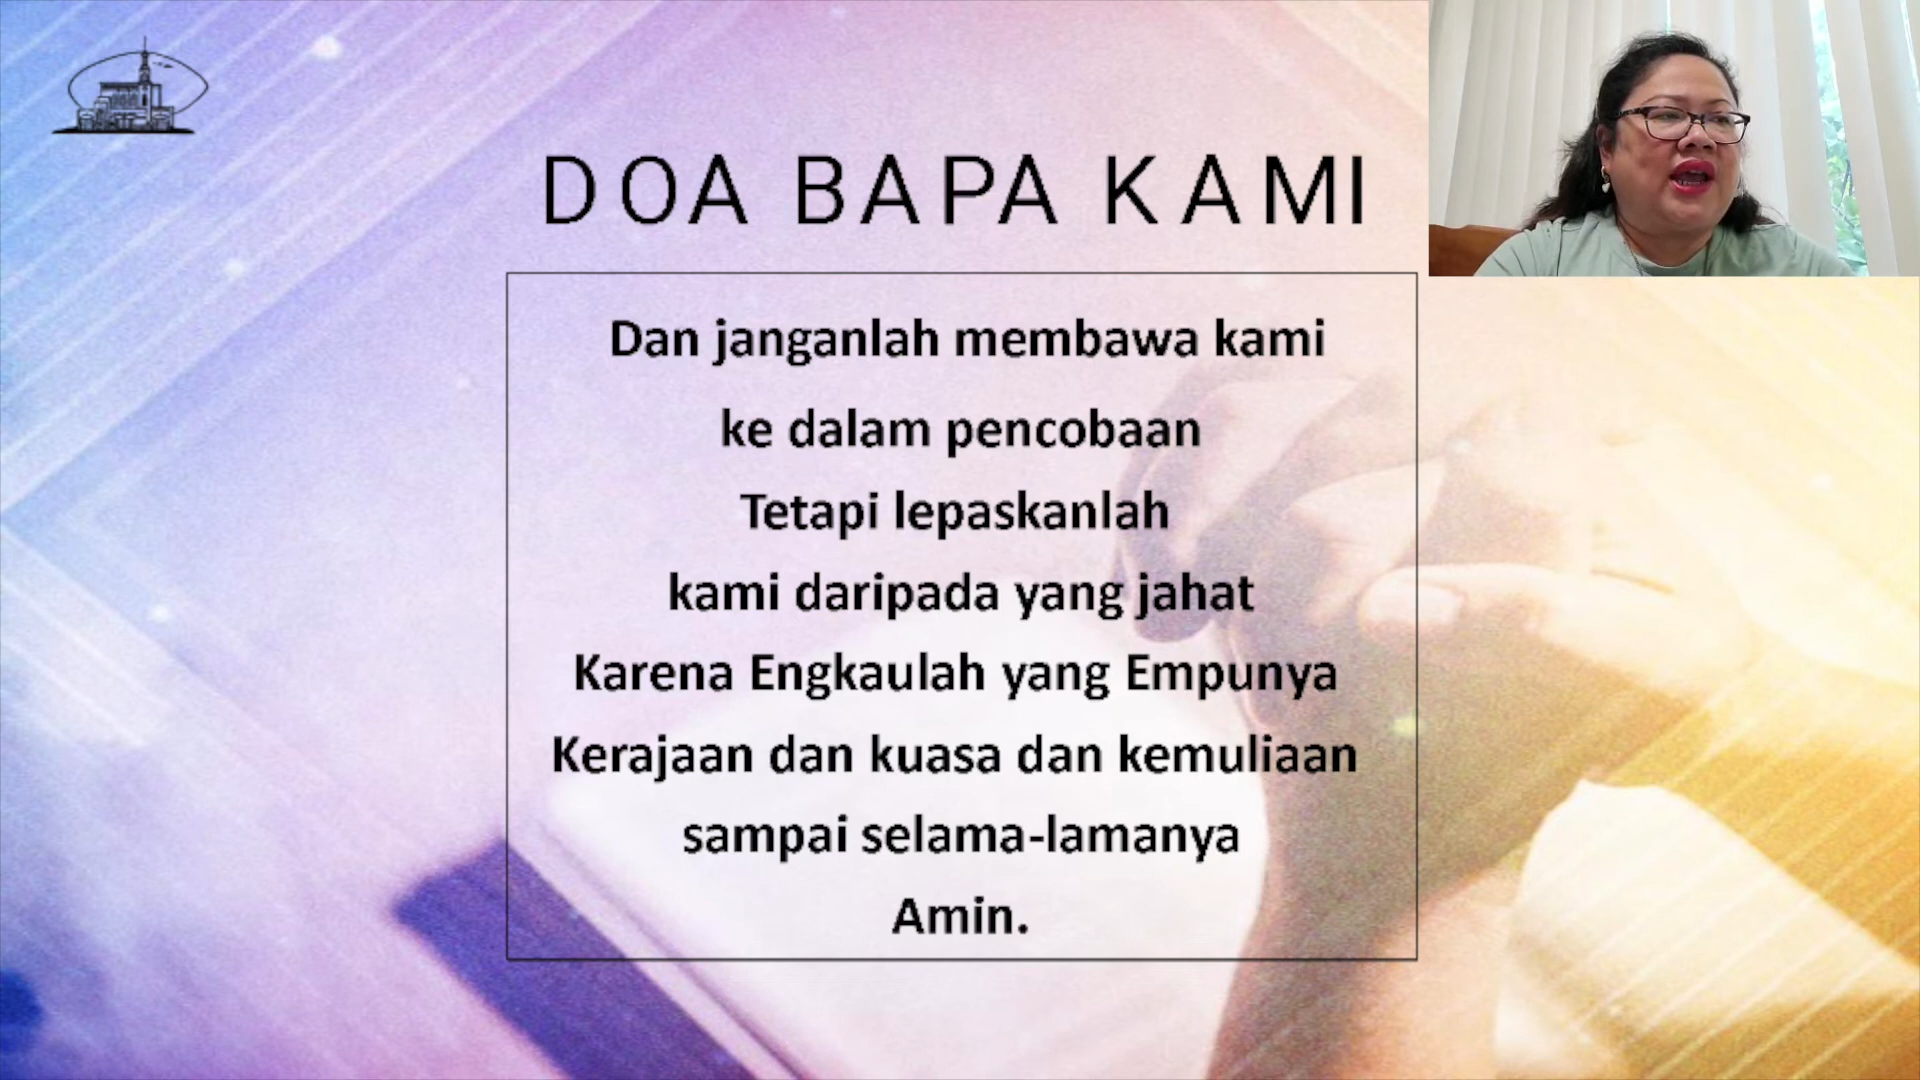 DOA BAPA KAMI
Dan janganlah membawa kami
ke dalam pencobaan
Tetapi lepaskanlah
kami daripada yang jahat
Karena Engkaulah yang Empunya
Kerajaan dan kuasa dan kemuliaan
sampai selama-lamanya
Amin.